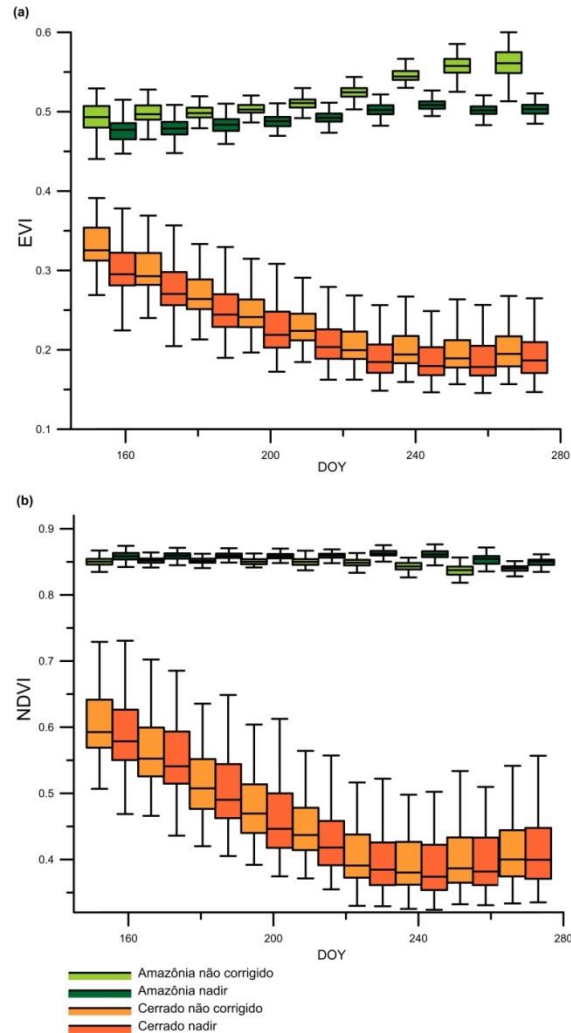 (a)
0.6
0.5
0.4
0.3
0.2
0.1
EVI
160
200
240
280
DOY
(b)
0.9
0.8
0.7
0.6
0.5
0.4
NDVI
160
200
240
280
DOY
Amazônia não corrigido
Amazônia nadir
Cerrado não corrigido
Cerrado nadir